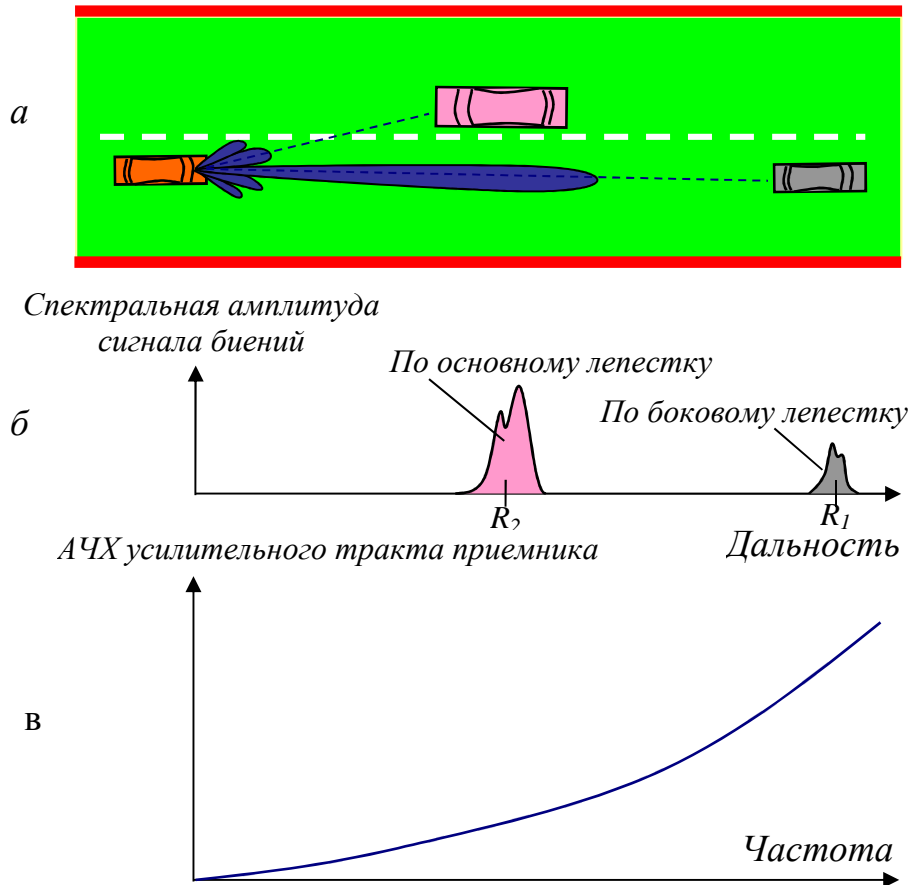 а
Спектральная амплитуда
сигнала биений
По основному лепестку
По боковому лепестку
б
R2
R1
АЧХ усилительного тракта приемника
Дальность
в
Частота